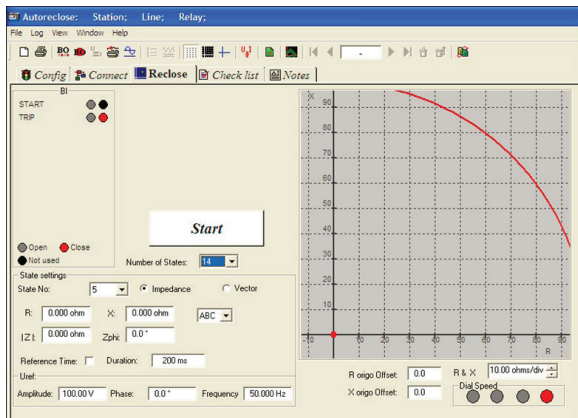 Autoreclose:   Station;   Line;   Relay;
File Log View Window Help
BO
-
Config Connect Reclose Check list Notes
BI
START
TRIP
Open Close
Not used
Start
Number of States: 14
State settings
State No: 5 Impedance Vector
R: 0.000 ohm X: 0.000 ohm ABC
|Z|: 0.000 ohm Zphi: 0.0 °
Reference Time: Duration: 200 ms
Uref:
Amplitude: 100.00 V Phase: 0.0 ° Frequency 50.000 Hz
X
90
80
70
60
50
40
30
20
10
-10 0 10 20 30 40 50 60 70 80 90
R
R origo Offset: 0.0 R & X 10.00 ohms/div
X origo Offset: 0.0 Dial Speed